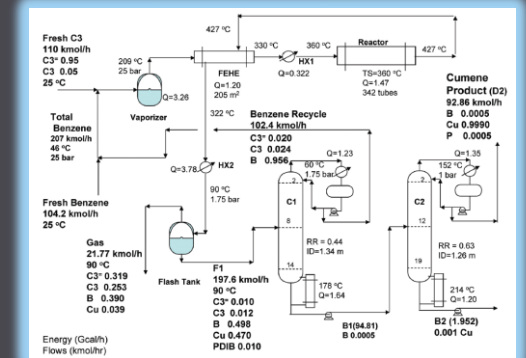 427 °C
Fresh C3
110 kmol/h
C3= 0.95
C3 0.05
25 °C
209 °C
25 bar
Q=3.26
Vaporizer
FEHE
Q=1.20
205 m²
330 °C
HX1
Q=0.322
360 °C
Reactor
TS=360 °C
Q=1.47
342 tubes
427 °C
Cumene
Product (D2)
92.86 kmol/h
B 0.0005
Cu 0.9990
P 0.0005
Total
Benzene
207 kmol/h
46 °C
25 bar
322 °C
Benzene Recycle
102.4 kmol/h
C3= 0.020
C3 0.024
B 0.956
Q=3.78
HX2
90 °C
1.75 bar
Q=1.23
60 °C
1.75 bar
2
C1
8
14
RR = 0.44
ID=1.34 m
178 °C
Q=1.64
Q=1.35
152 °C
1 bar
2
C2
12
19
RR = 0.63
ID=1.26 m
214 °C
Q=1.20
Fresh Benzene
104.2 kmol/h
25 °C
Gas
21.77 kmol/h
90 °C
C3= 0.319
C3 0.253
B 0.390
Cu 0.039
Flash Tank
F1
197.6 kmol/h
90 °C
C3= 0.010
C3 0.012
B 0.498
Cu 0.470
PDIB 0.010
B1(94.81)
B 0.0005
B2 (1.952)
0.001 Cu
Energy (Gcal/h)
Flows (kmol/hr)